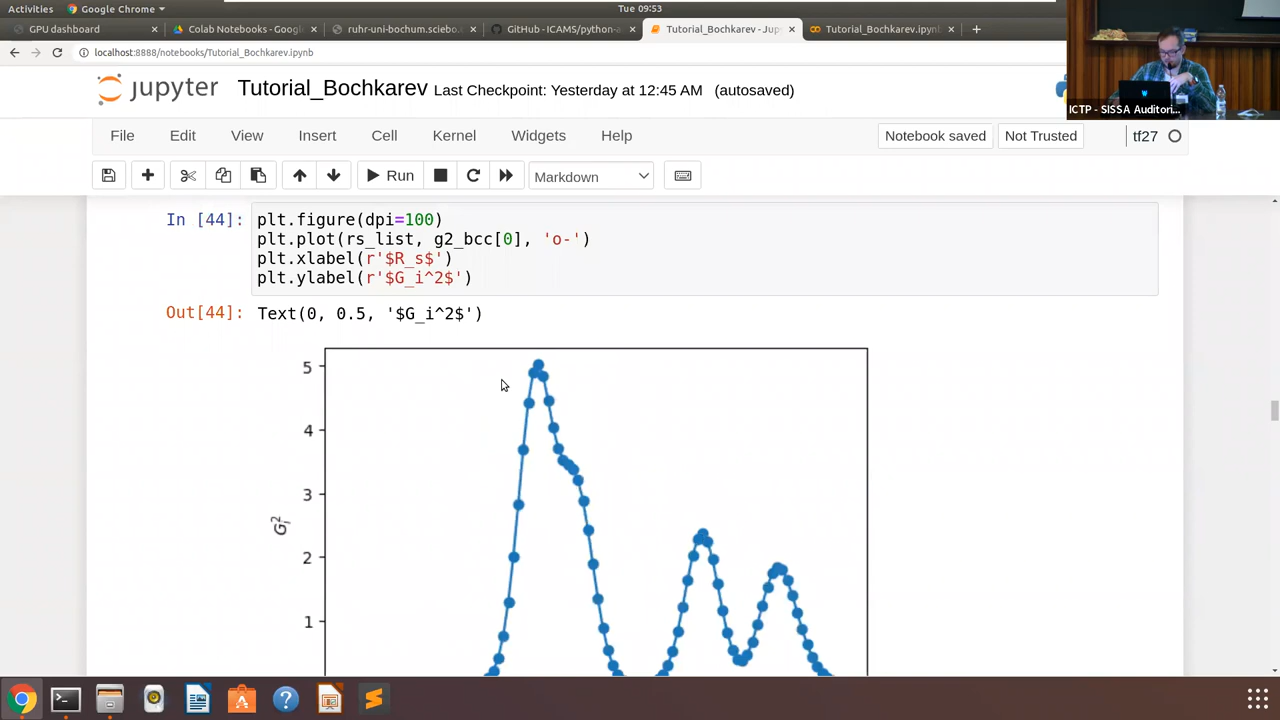 Activities
Google Chrome
Tue 09:53
GPU dashboard
Colab Notebooks - Googl
ruhr-uni-bochum.sciebo.
GitHub - ICAMS/python-a
Tutorial_Bochkarev - Jup
Tutorial_Bochkarev.ipynb
localhost:8888/notebooks/Tutorial_Bochkarev.ipynb
jupyter Tutorial_Bochkarev Last Checkpoint: Yesterday at 12:45 AM (autosaved)
ICTP - SISSA Auditori...
File Edit View Insert Cell Kernel Widgets Help Notebook saved Not Trusted tf27
Run Markdown
In [44]: plt.figure(dpi=100)
plt.plot(rs_list, g2_bcc[0], 'o-')
plt.xlabel(r'$R_s$')
plt.ylabel(r'$G_i^2$')
Out[44]: Text(0, 0.5, '$G_i^2$')
5
4
3
G_i^2
2
1